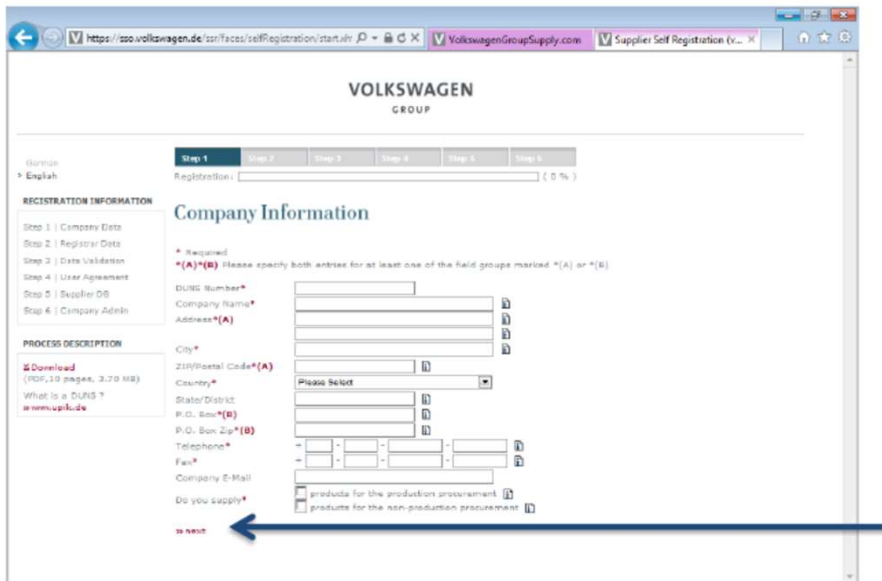 https://sso.volkswagen.de/ssr/faces/selfRegistration/start.xh
VolkswagenGroupSupply.com
Supplier Self Registration (v...
VOLKSWAGEN
GROUP
German
> English
Step 1 Step 2 Step 3 Step 4 Step 5 Step 6
Registration: ( 0 % )
REGISTRATION INFORMATION
Step 1 | Company Data
Step 2 | Registrar Data
Step 3 | Data Validation
Step 4 | User Agreement
Step 5 | Supplier DB
Step 6 | Company Admin
PROCESS DESCRIPTION
Download
(PDF,10 pages, 3.70 MB)
What is a DUNS ?
» www.upik.de
Company Information
* Required
*(A)*(B) Please specify both entries for at least one of the field groups marked *(A) or *(B)
DUNS Number*
Company Name*
Address*(A)
City*
ZIP/Postal Code*(A)
Country* Please Select
State/District
P.O. Box*(B)
P.O. Box Zip*(B)
Telephone* + - - -
Fax* + - - -
Company E-Mail
Do you supply*
products for the production procurement
products for the non-production procurement
» next